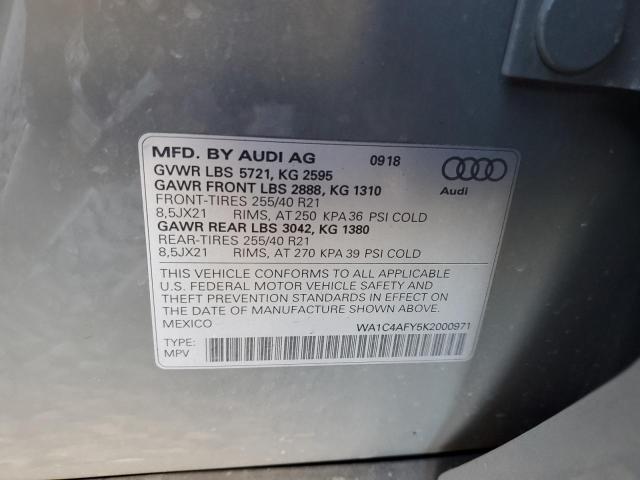 MFD. BY AUDI AG 0918
GVWR LBS 5721, KG 2595
GAWR FRONT LBS 2888, KG 1310
FRONT-TIRES 255/40 R21
8,5JX21 RIMS, AT 250 KPA 36 PSI COLD
GAWR REAR LBS 3042, KG 1380
REAR-TIRES 255/40 R21
8,5JX21 RIMS, AT 270 KPA 39 PSI COLD
Audi
THIS VEHICLE CONFORMS TO ALL APPLICABLE
U.S. FEDERAL MOTOR VEHICLE SAFETY AND
THEFT PREVENTION STANDARDS IN EFFECT ON
THE DATE OF MANUFACTURE SHOWN ABOVE.
MEXICO WA1C4AFY5K2000971
TYPE:
MPV